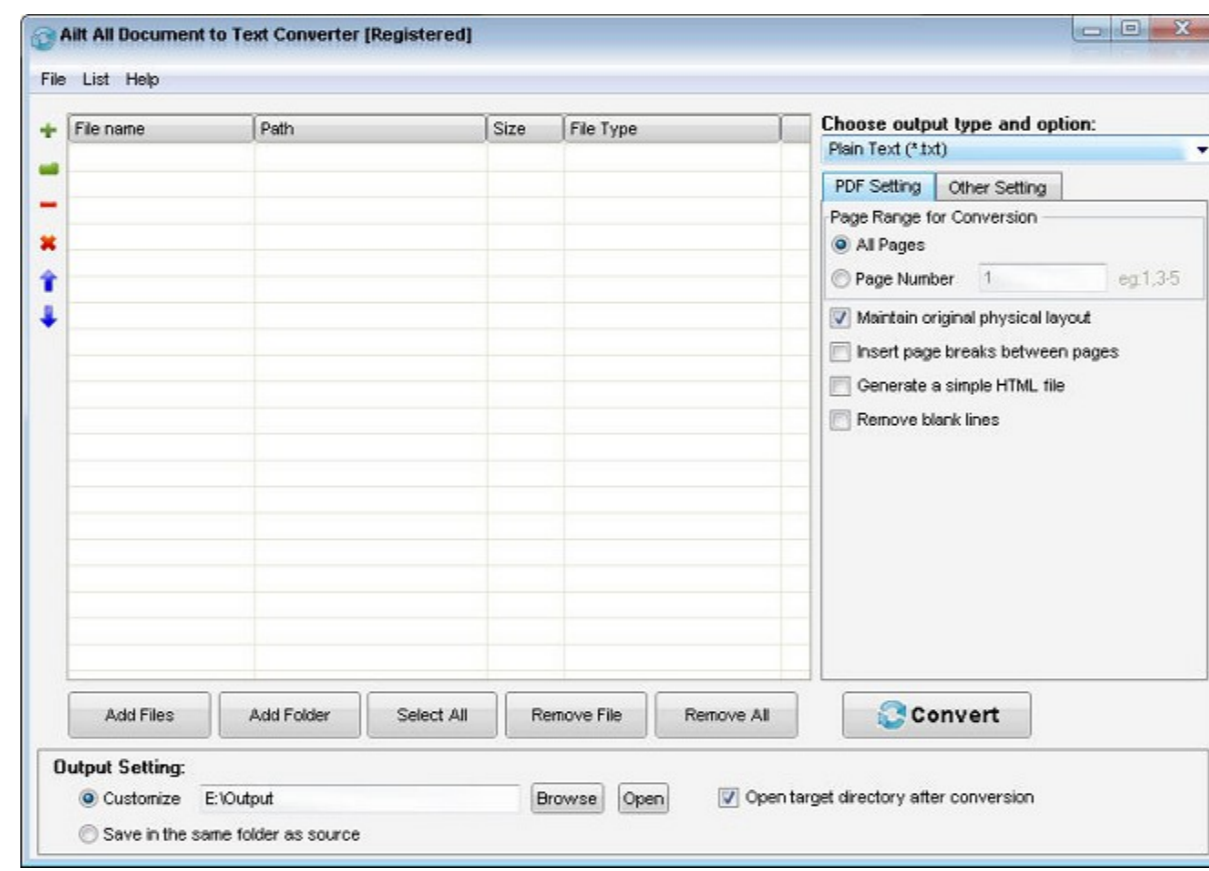 Ailt All Document to Text Converter [Registered]
File List Help
File name Path Size File Type
Choose output type and option:
Plain Text (*.txt)
PDF Setting Other Setting
Page Range for Conversion
All Pages
Page Number 1 eg:1,3-5
Maintain original physical layout
Insert page breaks between pages
Generate a simple HTML file
Remove blank lines
Add Files Add Folder Select All Remove File Remove All Convert
Output Setting:
Customize E:\Output Browse Open Open target directory after conversion
Save in the same folder as source